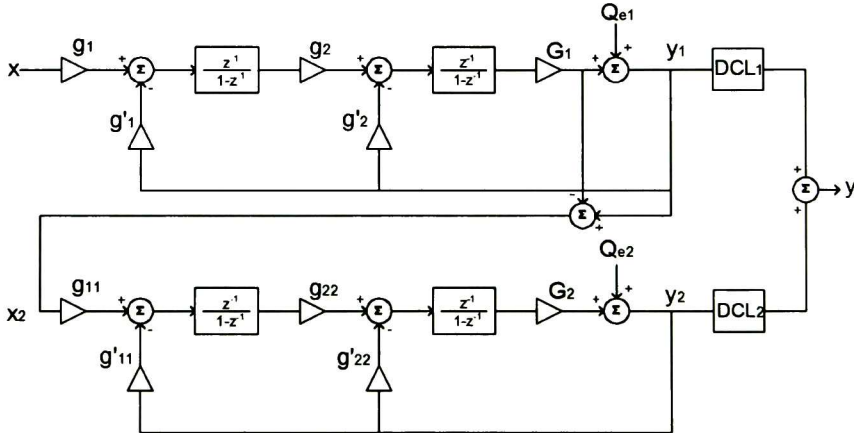 Qe1
g1 g2 G1 y1
x + Σ - z-1 / 1-z-1 + Σ - z-1 / 1-z-1 + Σ + DCL1
g'1 g'2
+ Σ + y
- Σ +
Qe2
g11 g22 G2 y2
x2 + Σ - z-1 / 1-z-1 + Σ - z-1 / 1-z-1 + Σ + DCL2
g'11 g'22